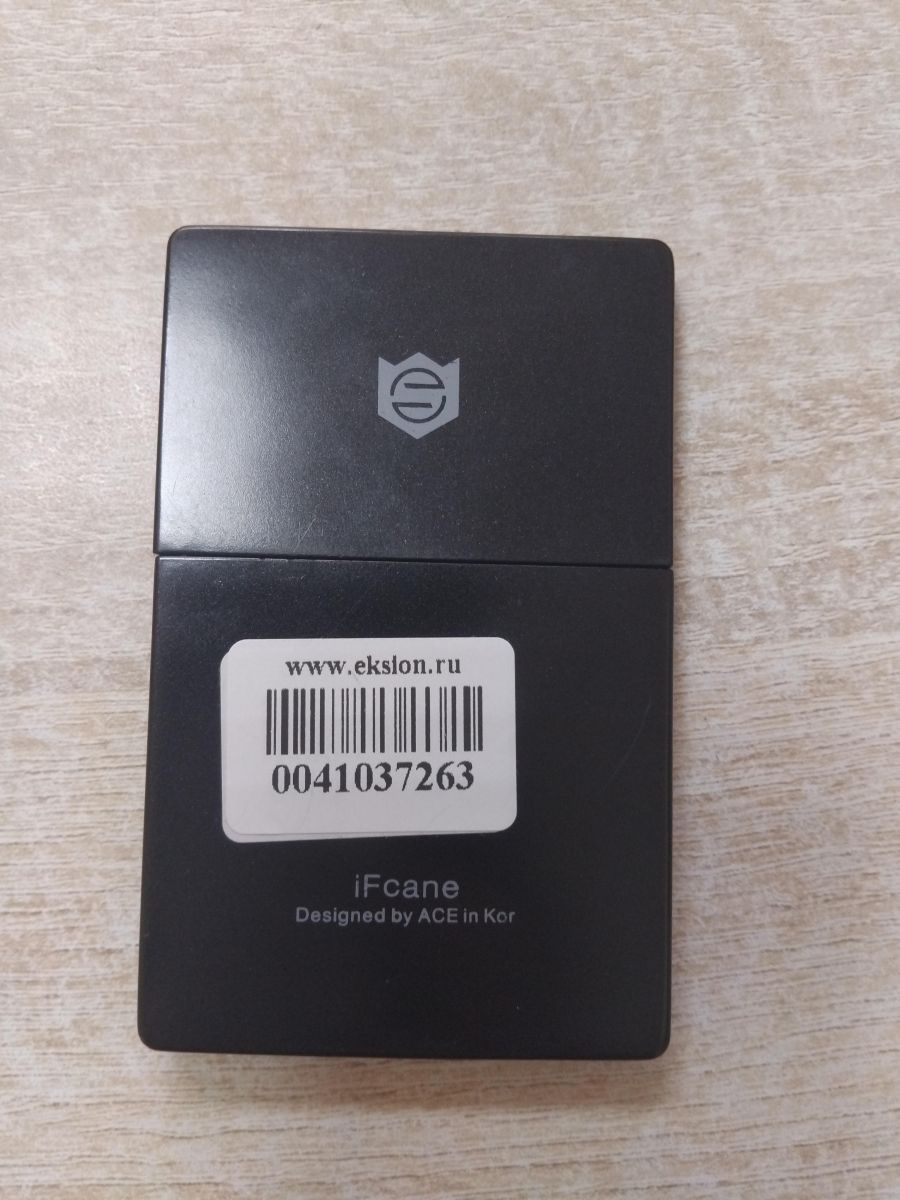 www.ekslon.ru
0041037263
iFcane
Designed by ACE in Kor